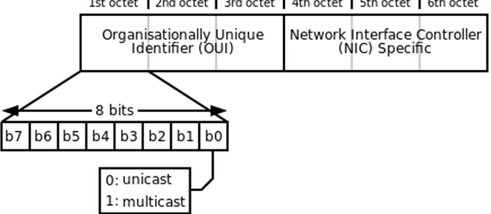 1st octet 2nd octet 3rd octet 4th octet 5th octet 6th octet
Organisationally Unique Identifier (OUI)
Network Interface Controller (NIC) Specific
8 bits
b7 b6 b5 b4 b3 b2 b1 b0
0: unicast
1: multicast